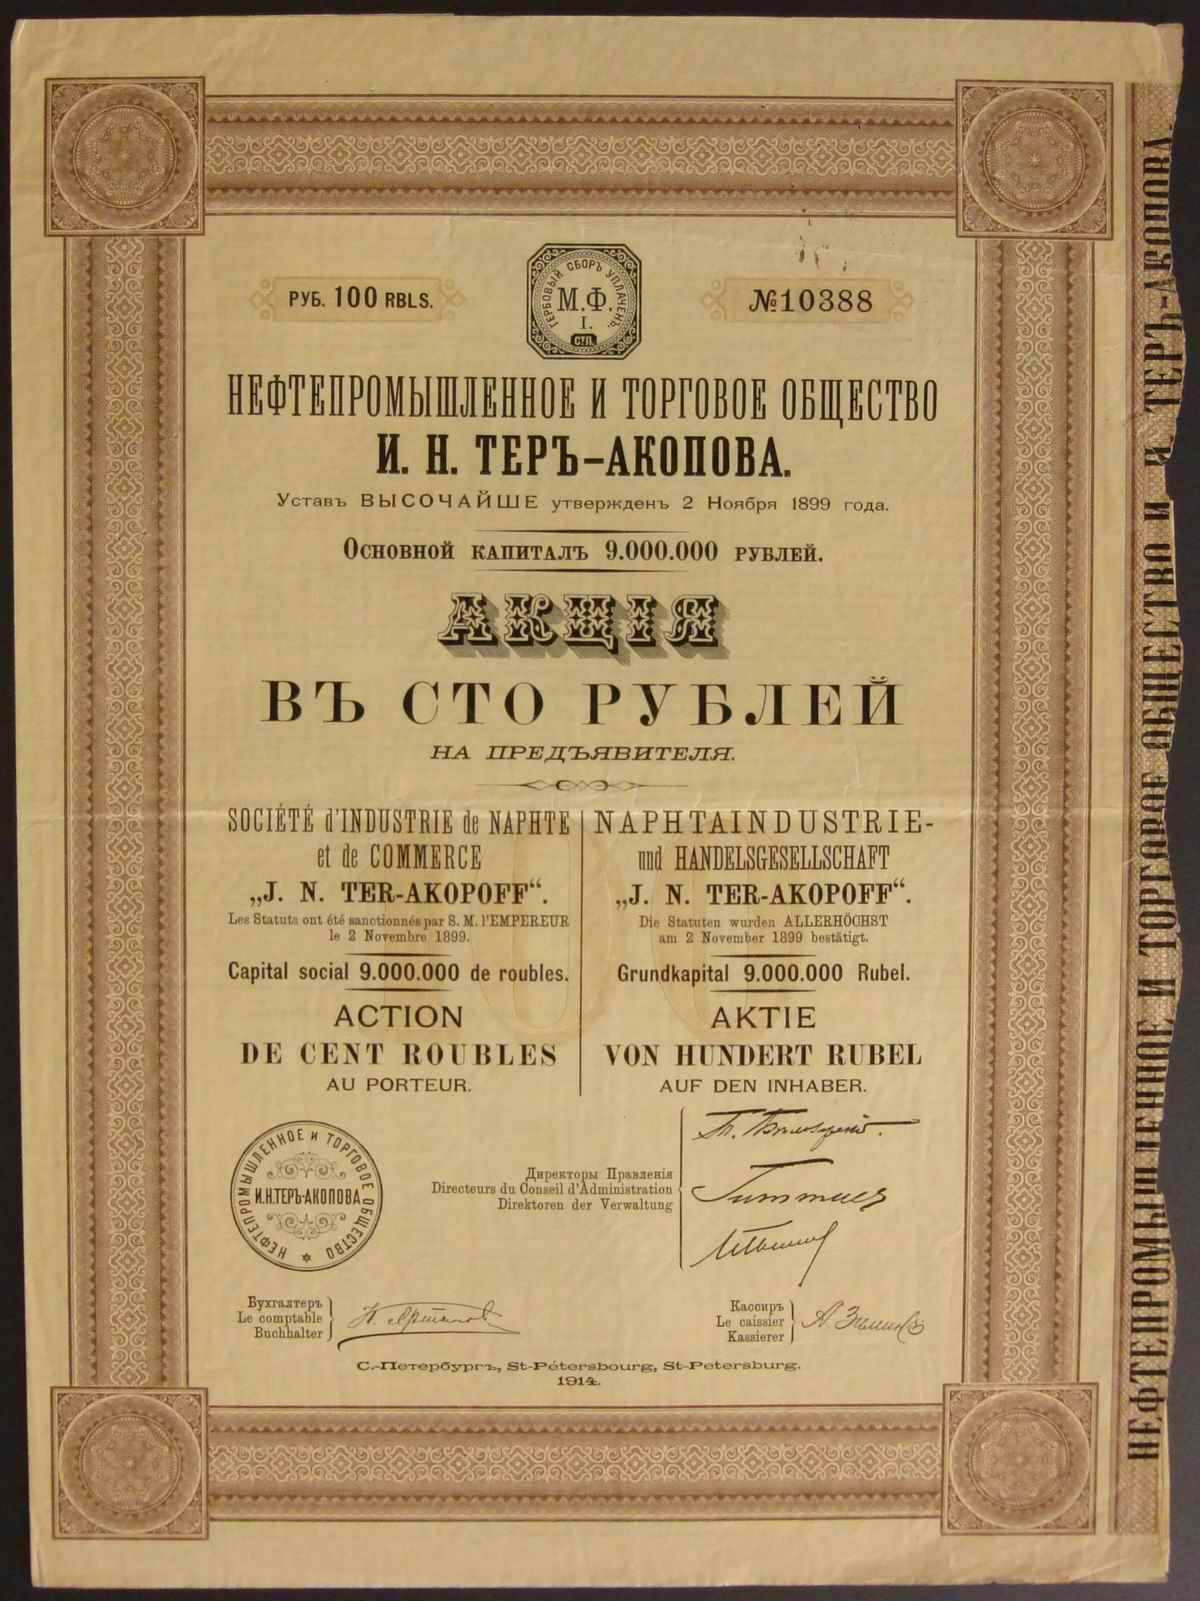 РУБ. 100 RBLS.
ГЕРБОВЫЙ СБОРЪ УПЛАЧЕНЪ.
М.Ф.
I.
СТП.
№10388
НЕФТЕПРОМЫШЛЕННОЕ И ТОРГОВОЕ ОБЩЕСТВО
И. Н. ТЕРЪ-АКОПОВА.
Уставъ ВЫСОЧАЙШЕ утвержденъ 2 Ноября 1899 года.
Основной капиталъ 9.000.000 рублей.
АКЦІЯ
ВЪ СТО РУБЛЕЙ
НА ПРЕДЪЯВИТЕЛЯ.
SOCIÉTÉ d'INDUSTRIE de NAPHTE
et de COMMERCE
„J. N. TER-AKOPOFF“.
Les Statuts ont été sanctionnés par S. M. l'EMPEREUR
le 2 Novembre 1899.
Capital social 9.000.000 de roubles.
ACTION
DE CENT ROUBLES
AU PORTEUR.
NAPHTAINDUSTRIE-
und HANDELSGESELLSCHAFT
„J. N. TER-AKOPOFF“.
Die Statuten wurden ALLERHÖCHST
am 2 November 1899 bestätigt.
Grundkapital 9.000.000 Rubel.
AKTIE
VON HUNDERT RUBEL
AUF DEN INHABER.
НЕФТЕПРОМЫШЛЕННОЕ И ТОРГОВОЕ ОБЩЕСТВО
И.Н.ТЕРЪ-АКОПОВА
Директоры Правленія
Directeurs du Conseil d'Administration
Direktoren der Verwaltung
Бухгалтеръ
Le comptable
Buchhalter
Кассиръ
Le caissier
Kassierer
С.-Петербургъ, St-Pétersbourg, St-Petersburg.
1914.
НЕФТЕПРОМЫШЛЕННОЕ И ТОРГОВОЕ ОБЩЕСТВО И. Н. ТЕРЪ-АКОПОВА